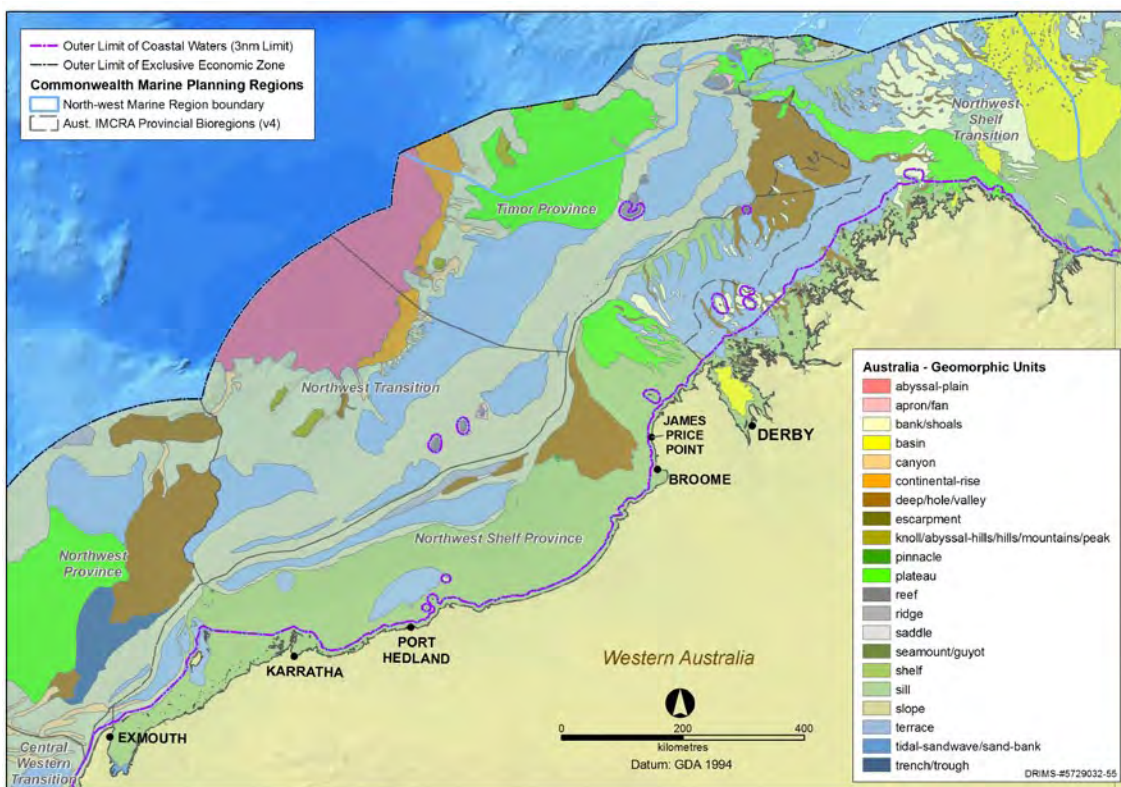 Outer Limit of Coastal Waters (3nm Limit)
Outer Limit of Exclusive Economic Zone
Commonwealth Marine Planning Regions
North-west Marine Region boundary
Aust. IMCRA Provincial Bioregions (v4)
Northwest
Shelf
Transition
Timor Province
Northwest Transition
Northwest
Province
Northwest Shelf Province
Central
Western
Transition
JAMES
PRICE
POINT
DERBY
BROOME
PORT
HEDLAND
KARRATHA
EXMOUTH
Western Australia
0 200 400
kilometres
Datum: GDA 1994
Australia - Geomorphic Units
abyssal-plain
apron/fan
bank/shoals
basin
canyon
continental-rise
deep/hole/valley
escarpment
knoll/abyssal-hills/hills/mountains/peak
pinnacle
plateau
reef
ridge
saddle
seamount/guyot
shelf
sill
slope
terrace
tidal-sandwave/sand-bank
trench/trough
DRIMS-#5729032-55